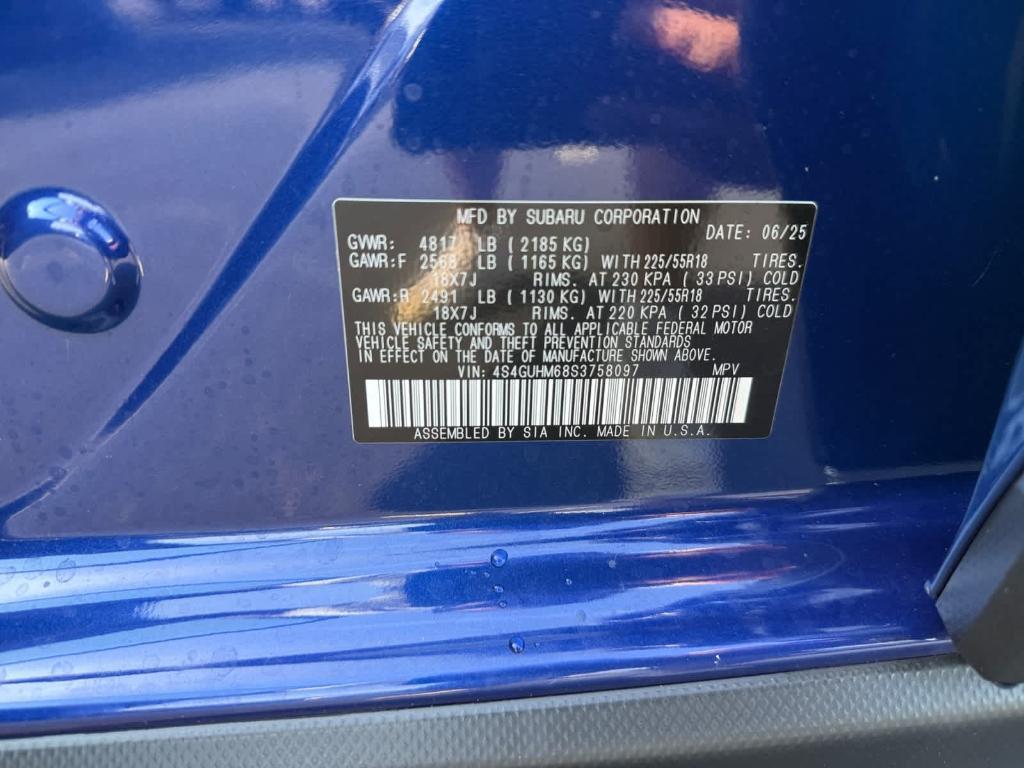 MFD BY SUBARU CORPORATION
DATE: 06/25
GVWR: 4817 LB ( 2185 KG)
GAWR:F 2568 LB ( 1165 KG) WITH 225/55R18 TIRES.
18X7J RIMS. AT 230 KPA ( 33 PSI) COLD
GAWR:R 2491 LB ( 1130 KG) WITH 225/55R18 TIRES.
18X7J RIMS. AT 220 KPA ( 32 PSI) COLD
THIS VEHICLE CONFORMS TO ALL APPLICABLE FEDERAL MOTOR
VEHICLE SAFETY AND THEFT PREVENTION STANDARDS
IN EFFECT ON THE DATE OF MANUFACTURE SHOWN ABOVE.
VIN: 4S4GUHM68S3758097 MPV
ASSEMBLED BY SIA INC. MADE IN U.S.A.